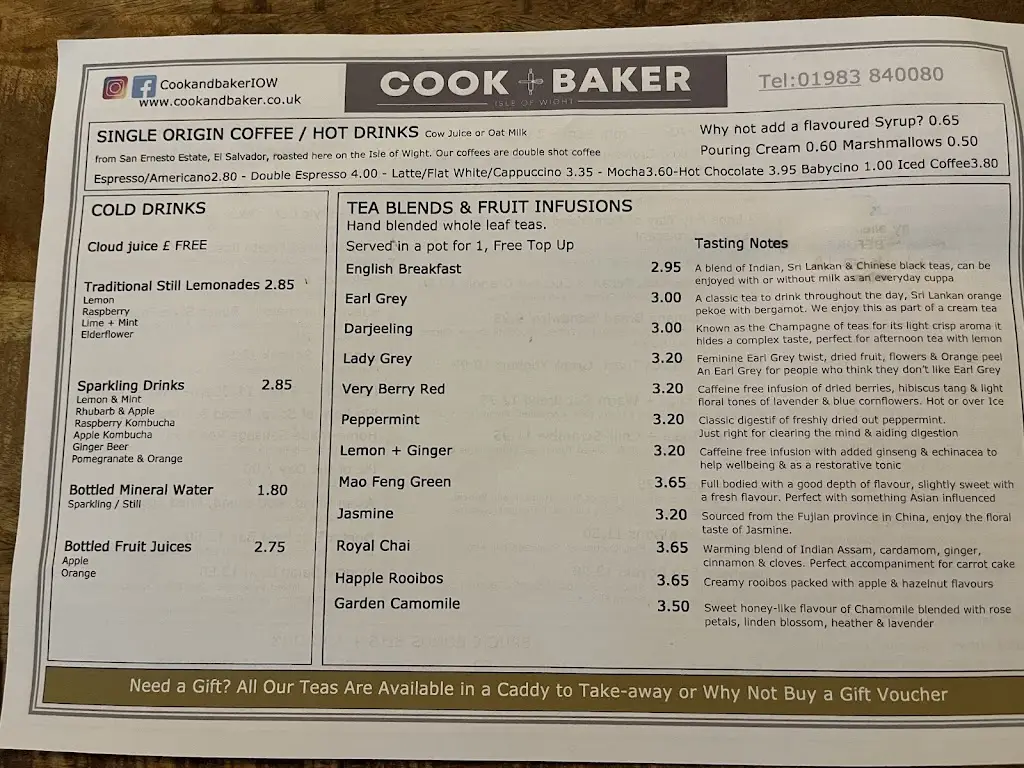 CookandbakerIOW
www.cookandbaker.co.uk
COOK + BAKER
ISLE OF WIGHT
Tel:01983 840080
SINGLE ORIGIN COFFEE / HOT DRINKS Cow Juice or Oat Milk
from San Ernesto Estate, El Salvador, roasted here on the Isle of Wight. Our coffees are double shot coffee
Why not add a flavoured Syrup? 0.65
Pouring Cream 0.60 Marshmallows 0.50
Espresso/Americano2.80 - Double Espresso 4.00 - Latte/Flat White/Cappuccino 3.35 - Mocha3.60-Hot Chocolate 3.95 Babycino 1.00 Iced Coffee3.80
COLD DRINKS
Cloud juice £ FREE
Traditional Still Lemonades 2.85
Lemon
Raspberry
Lime + Mint
Elderflower
Sparkling Drinks 2.85
Lemon & Mint
Rhubarb & Apple
Raspberry Kombucha
Apple Kombucha
Ginger Beer
Pomegranate & Orange
Bottled Mineral Water 1.80
Sparkling / Still
Bottled Fruit Juices 2.75
Apple
Orange
TEA BLENDS & FRUIT INFUSIONS
Hand blended whole leaf teas.
Served in a pot for 1, Free Top Up
Tasting Notes
English Breakfast 2.95 A blend of Indian, Sri Lankan & Chinese black teas, can be
enjoyed with or without milk as an everyday cuppa
Earl Grey 3.00 A classic tea to drink throughout the day, Sri Lankan orange
pekoe with bergamot. We enjoy this as part of a cream tea
Darjeeling 3.00 Known as the Champagne of teas for its light crisp aroma it
hides a complex taste, perfect for afternoon tea with lemon
Lady Grey 3.20 Feminine Earl Grey twist, dried fruit, flowers & Orange peel
An Earl Grey for people who think they don't like Earl Grey
Very Berry Red 3.20 Caffeine free infusion of dried berries, hibiscus tang & light
floral tones of lavender & blue cornflowers. Hot or over Ice
Peppermint 3.20 Classic digestif of freshly dried out peppermint.
Just right for clearing the mind & aiding digestion
Lemon + Ginger 3.20 Caffeine free infusion with added ginseng & echinacea to
help wellbeing & as a restorative tonic
Mao Feng Green 3.65 Full bodied with a good depth of flavour, slightly sweet with
a fresh flavour. Perfect with something Asian influenced
Jasmine 3.20 Sourced from the Fujian province in China, enjoy the floral
taste of Jasmine.
Royal Chai 3.65 Warming blend of Indian Assam, cardamom, ginger,
cinnamon & cloves. Perfect accompaniment for carrot cake
Happle Rooibos 3.65 Creamy rooibos packed with apple & hazelnut flavours
Garden Camomile 3.50 Sweet honey-like flavour of Chamomile blended with rose
petals, linden blossom, heather & lavender
Need a Gift? All Our Teas Are Available in a Caddy to Take-away or Why Not Buy a Gift Voucher